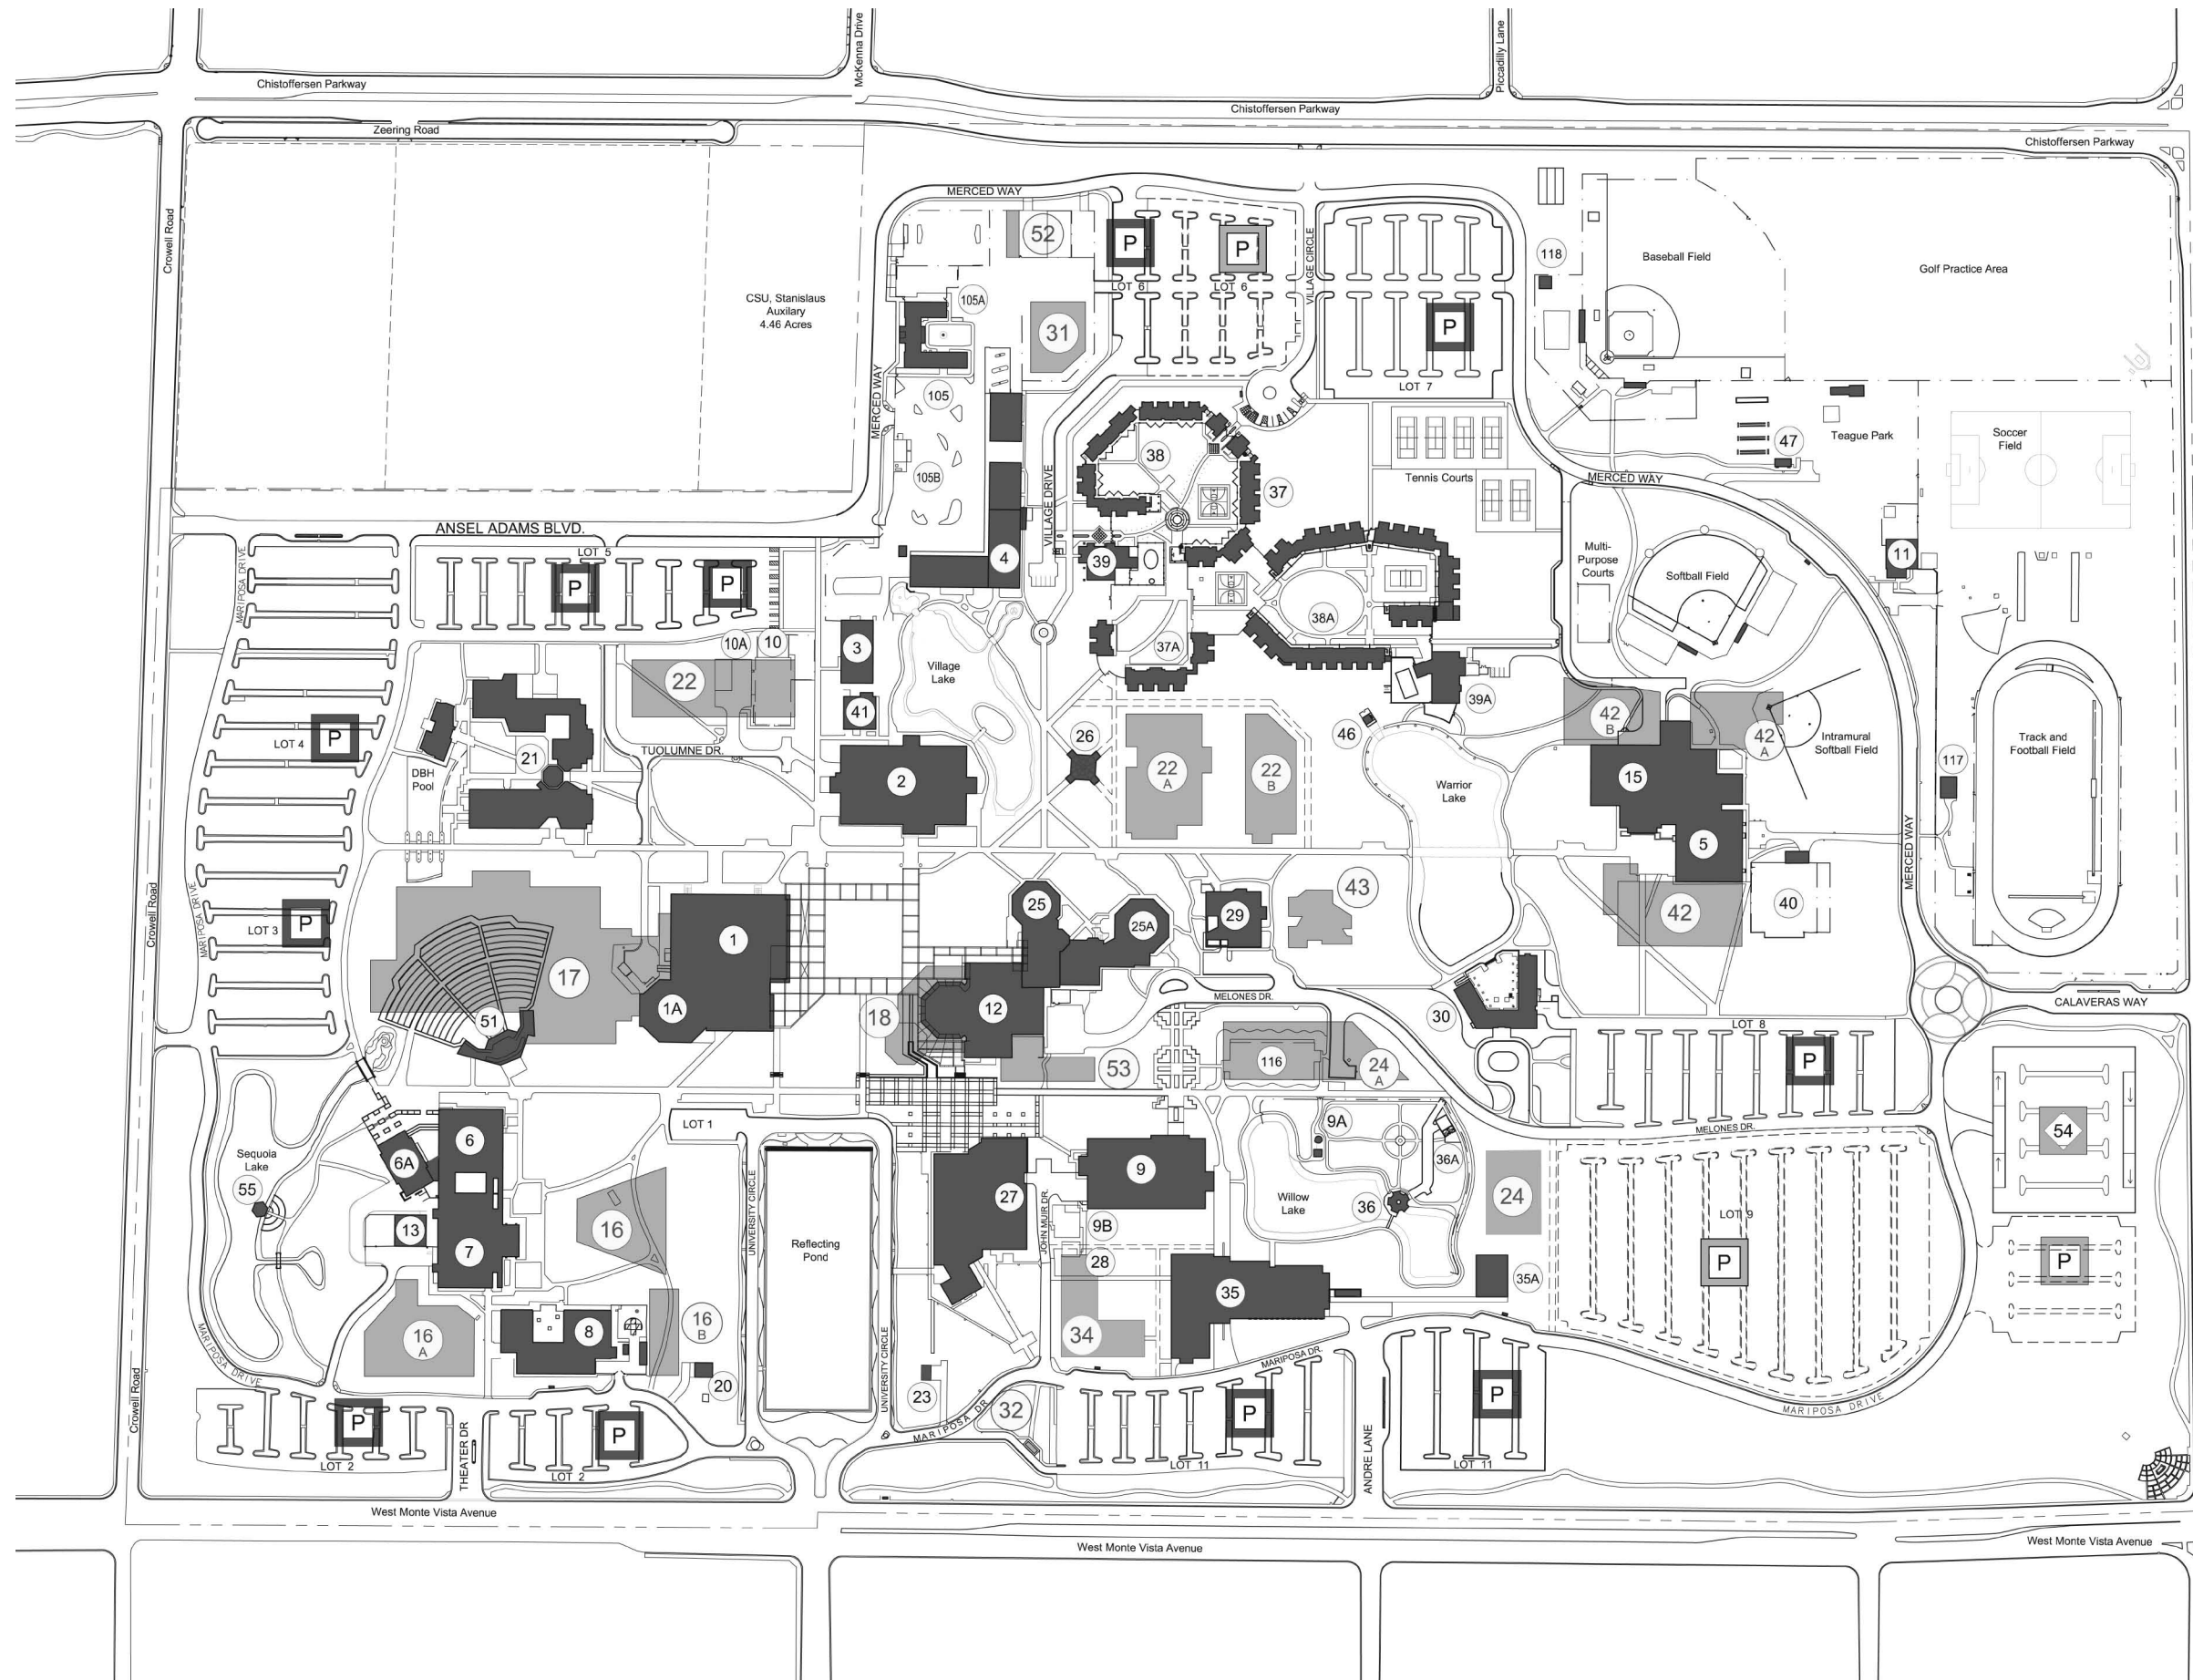 McKenna Drive
Piccadilly Lane
Chistoffersen Parkway
Chistoffersen Parkway
Zeering Road
Chistoffersen Parkway
MERCED WAY
Crowell Road
52
P
P
VILLAGE CIRCLE
118
Baseball Field
Golf Practice Area
LOT 6
LOT 6
CSU, Stanislaus
Auxilary
4.46 Acres
105A
31
P
LOT 7
MERCED WAY
105
Teague Park
47
Soccer
Field
38
Tennis Courts
105B
37
MERCED WAY
VILLAGE DRIVE
ANSEL ADAMS BLVD.
LOT 5
MARIPOSA DRIVE
P
P
4
39
Multi-
Purpose
Courts
Softball Field
11
38A
10A
10
3
37A
Village
Lake
22
39A
41
42
B
46
42
A
LOT 4
P
TUOLUMNE DR.
26
Intramural
Softball Field
Track and
Football Field
21
DBH
Pool
2
22
A
22
B
Warrior
Lake
15
117
5
MERCED WAY
43
Crowell Road
MARIPOSA DRIVE
LOT 3
P
25
29
42
40
25A
1
17
MELONES DR.
CALAVERAS WAY
1A
18
12
30
51
LOT 8
116
24
A
53
P
LOT 1
6
9A
MELONES DR.
54
Sequoia
Lake
6A
9
36A
55
27
Willow
Lake
36
24
LOT 9
UNIVERSITY CIRCLE
13
16
JOHN MUIR DR.
9B
7
Reflecting
Pond
28
P
P
35A
35
16
A
8
16
B
34
MARIPOSA DR.
UNIVERSITY CIRCLE
MARIPOSA DRIVE
20
23
P
MARIPOSA DRIVE
32
P
P
P
MARIPOSA DR.
Crowell Road
THEATER DR
ANDRE LANE
LOT 2
LOT 2
LOT 11
LOT 11
West Monte Vista Avenue
West Monte Vista Avenue
West Monte Vista Avenue